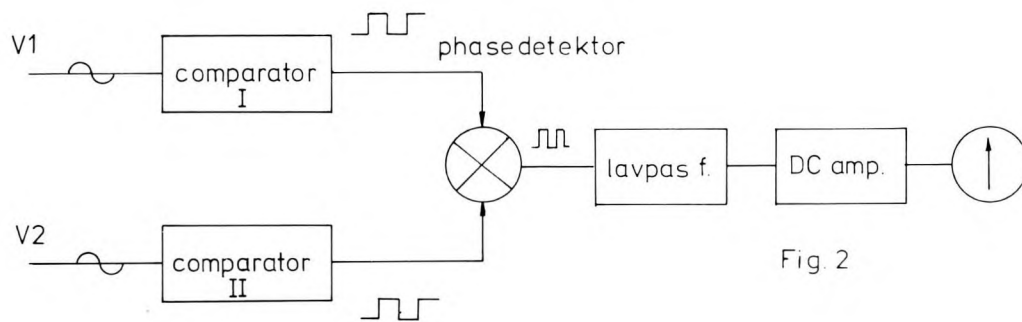 V1
comparator
I
phasedetektor
lavpas f.
DC amp.
V2
comparator
II
Fig. 2